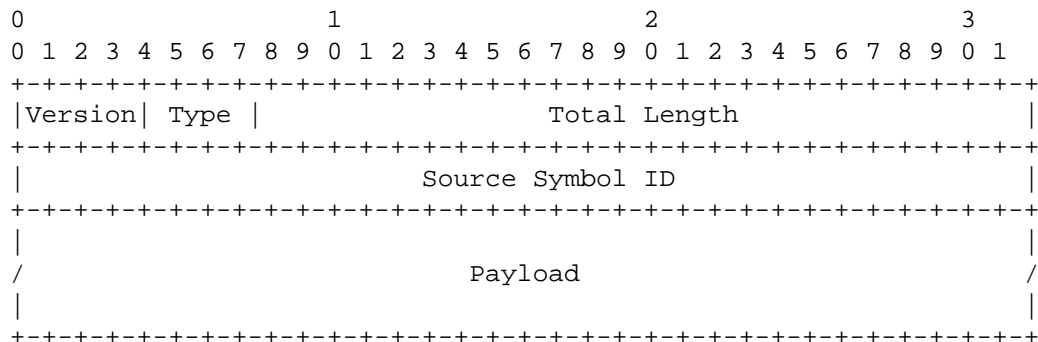 0                   1                   2                   3
0 1 2 3 4 5 6 7 8 9 0 1 2 3 4 5 6 7 8 9 0 1 2 3 4 5 6 7 8 9 0 1
+-+-+-+-+-+-+-+-+-+-+-+-+-+-+-+-+-+-+-+-+-+-+-+-+-+-+-+-+-+-+-+-+
|Version| Type |                  Total Length                  |
+-+-+-+-+-+-+-+-+-+-+-+-+-+-+-+-+-+-+-+-+-+-+-+-+-+-+-+-+-+-+-+-+
|                         Source Symbol ID                      |
+-+-+-+-+-+-+-+-+-+-+-+-+-+-+-+-+-+-+-+-+-+-+-+-+-+-+-+-+-+-+-+-+
|                                                               |
/                            Payload                            /
|                                                               |
+-+-+-+-+-+-+-+-+-+-+-+-+-+-+-+-+-+-+-+-+-+-+-+-+-+-+-+-+-+-+-+-+